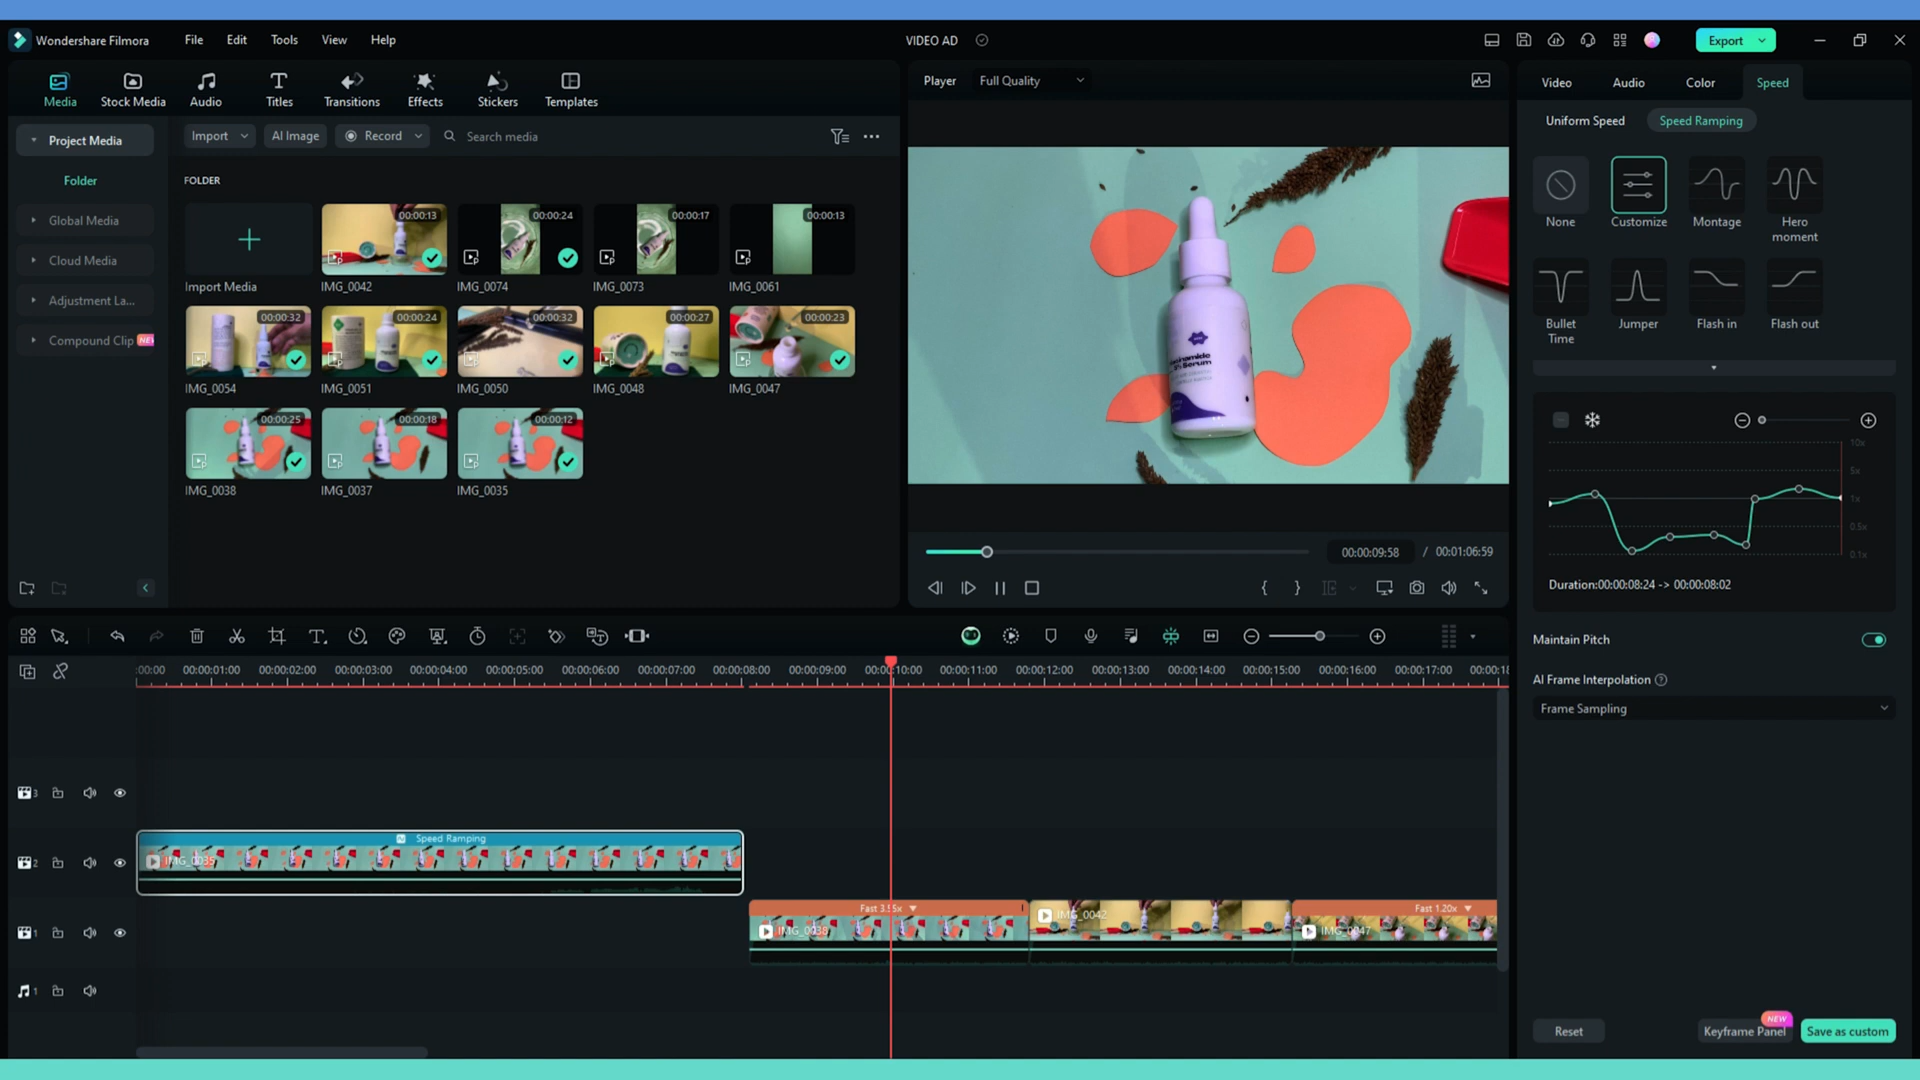 Wondershare Filmora File Edit Tools View Help VIDEO AD Export
Media Stock Media Audio Titles Transitions Effects Stickers Templates
Player Full Quality
Video Audio Color Speed
Project Media
Folder
Global Media
Cloud Media
Adjustment La...
Compound Clip NEW
Import AI Image Record Search media
FOLDER
00:00:13 00:00:24 00:00:17 00:00:13
Import Media IMG_0042 IMG_0074 IMG_0073 IMG_0061
00:00:32 00:00:24 00:00:32 00:00:27 00:00:23
IMG_0054 IMG_0051 IMG_0050 IMG_0048 IMG_0047
00:00:25 00:00:18 00:00:12
IMG_0038 IMG_0037 IMG_0035
Serum
00:00:09:58 / 00:01:06:59
Uniform Speed Speed Ramping
None Customize Montage Hero moment
Bullet Time Jumper Flash in Flash out
10x
5x
1x
0.5x
0.1x
Duration:00:00:08:24 -> 00:00:08:02
Maintain Pitch
AI Frame Interpolation
Frame Sampling
:00:00 00:00:01:00 00:00:02:00 00:00:03:00 00:00:04:00 00:00:05:00 00:00:06:00 00:00:07:00 00:00:08:00 00:00:09:00 00:00:10:00 00:00:11:00 00:00:12:00 00:00:13:00 00:00:14:00 00:00:15:00 00:00:16:00 00:00:17:00 00:00:18
3
Speed Ramping
2 IMG_0035
Fast 3.55x Fast 1.20x
1 IMG_0038 IMG_0042 IMG_0047
1
Reset Keyframe Panel NEW Save as custom